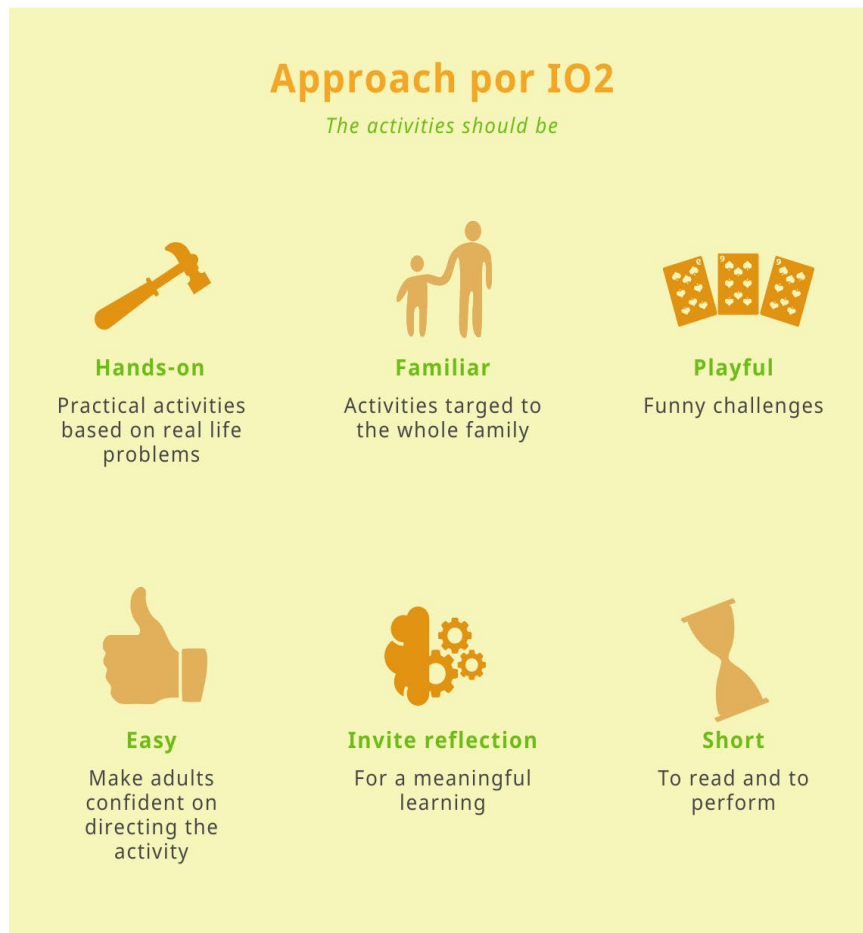 Approach por IO2
The activities should be
Hands-on
Practical activities
based on real life
problems
Familiar
Activities targed to
the whole family
Playful
Funny challenges
Easy
Make adults
confident on
directing the
activity
Invite reflection
For a meaningful
learning
Short
To read and to
perform